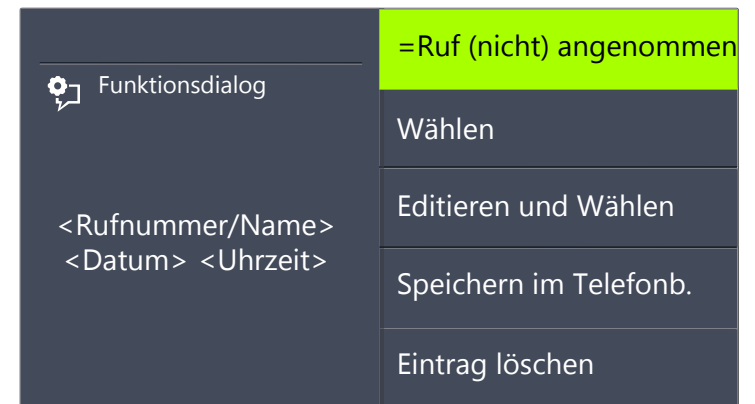 Funktionsdialog
<Rufnummer/Name>
<Datum> <Uhrzeit>
=Ruf (nicht) angenommen
Wählen
Editieren und Wählen
Speichern im Telefonb.
Eintrag löschen